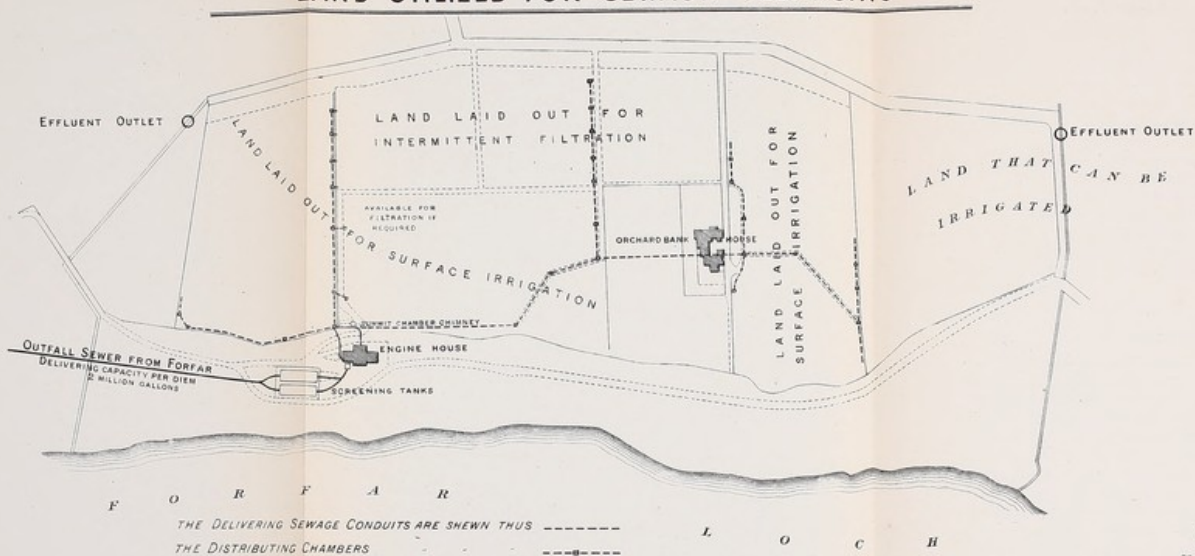 EFFLUENT OUTLET
LAND LAID OUT FOR
INTERMITTENT FILTRATION
EFFLUENT OUTLET
LAND THAT CAN BE
IRRIGATED
LAND LAID OUT FOR SURFACE IRRIGATION
AVAILABLE FOR
FILTRATION IF
REQUIRED
ORCHARD BANK HOUSE
LAND LAID OUT FOR
SURFACE IRRIGATION
SUMMIT CHAMBER CHIMNEY
ENGINE HOUSE
OUTFALL SEWER FROM FORFAR
DELIVERING CAPACITY PER DIEM
2 MILLION GALLONS
SCREENING TANKS
FORFAR LOCH
THE DELIVERING SEWAGE CONDUITS ARE SHEWN THUS
THE DISTRIBUTING CHAMBERS